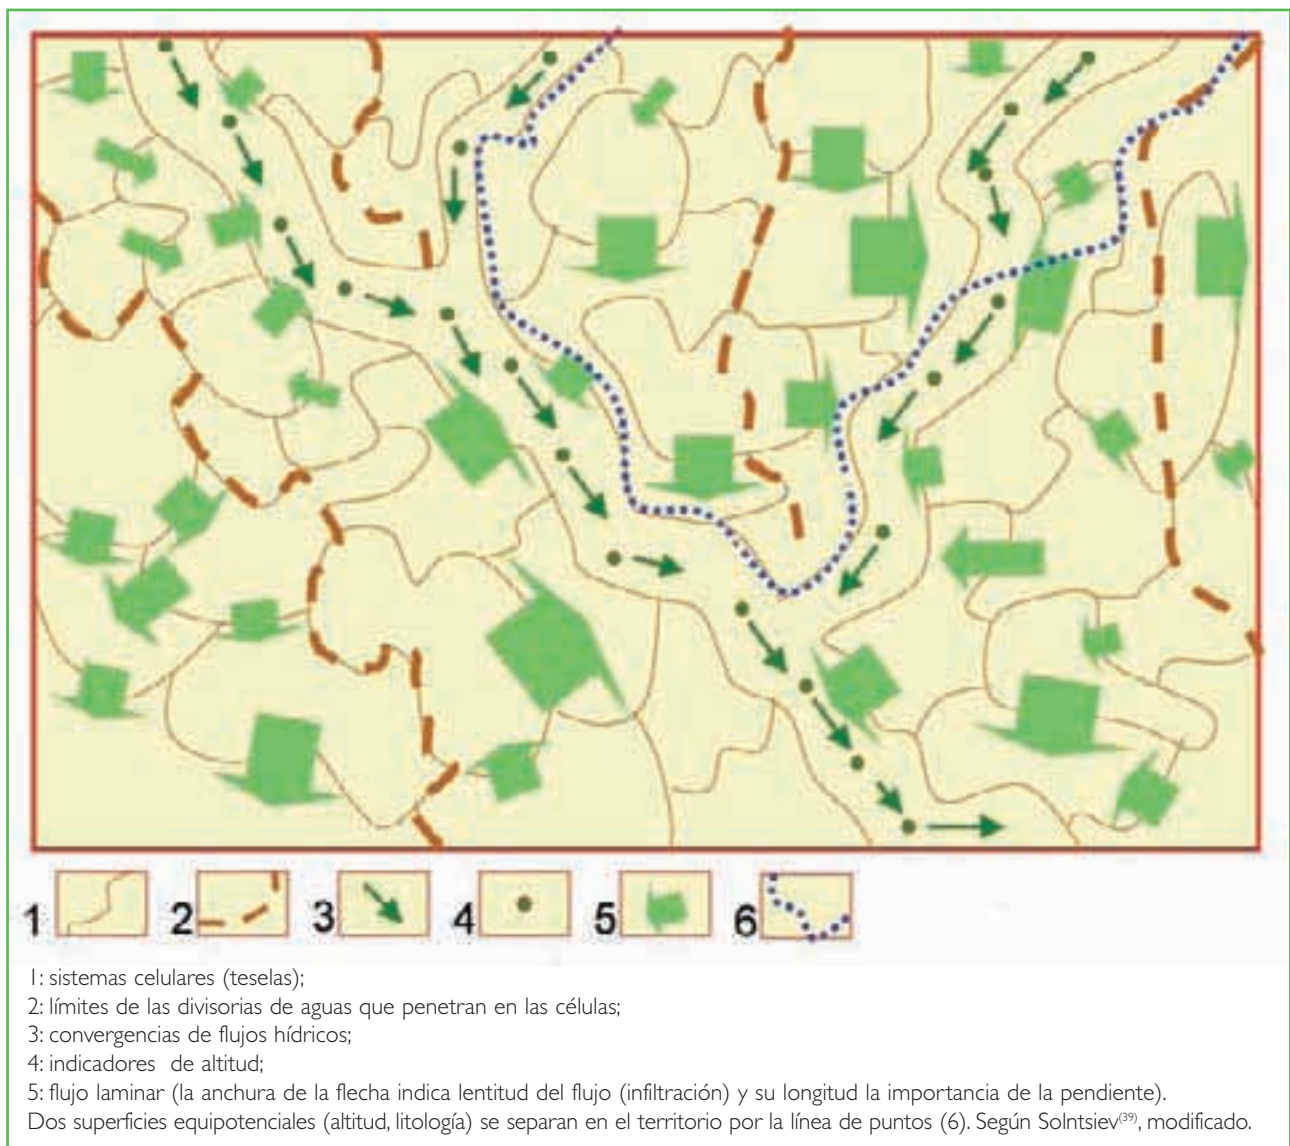 1 2 3 4 5 6
1: sistemas celulares (teselas);
2: límites de las divisorias de aguas que penetran en las células;
3: convergencias de flujos hídricos;
4: indicadores de altitud;
5: flujo laminar (la anchura de la flecha indica lentitud del flujo (infiltración) y su longitud la importancia de la pendiente).
Dos superficies equipotenciales (altitud, litología) se separan en el territorio por la línea de puntos (6). Según Solntsiev(39), modificado.